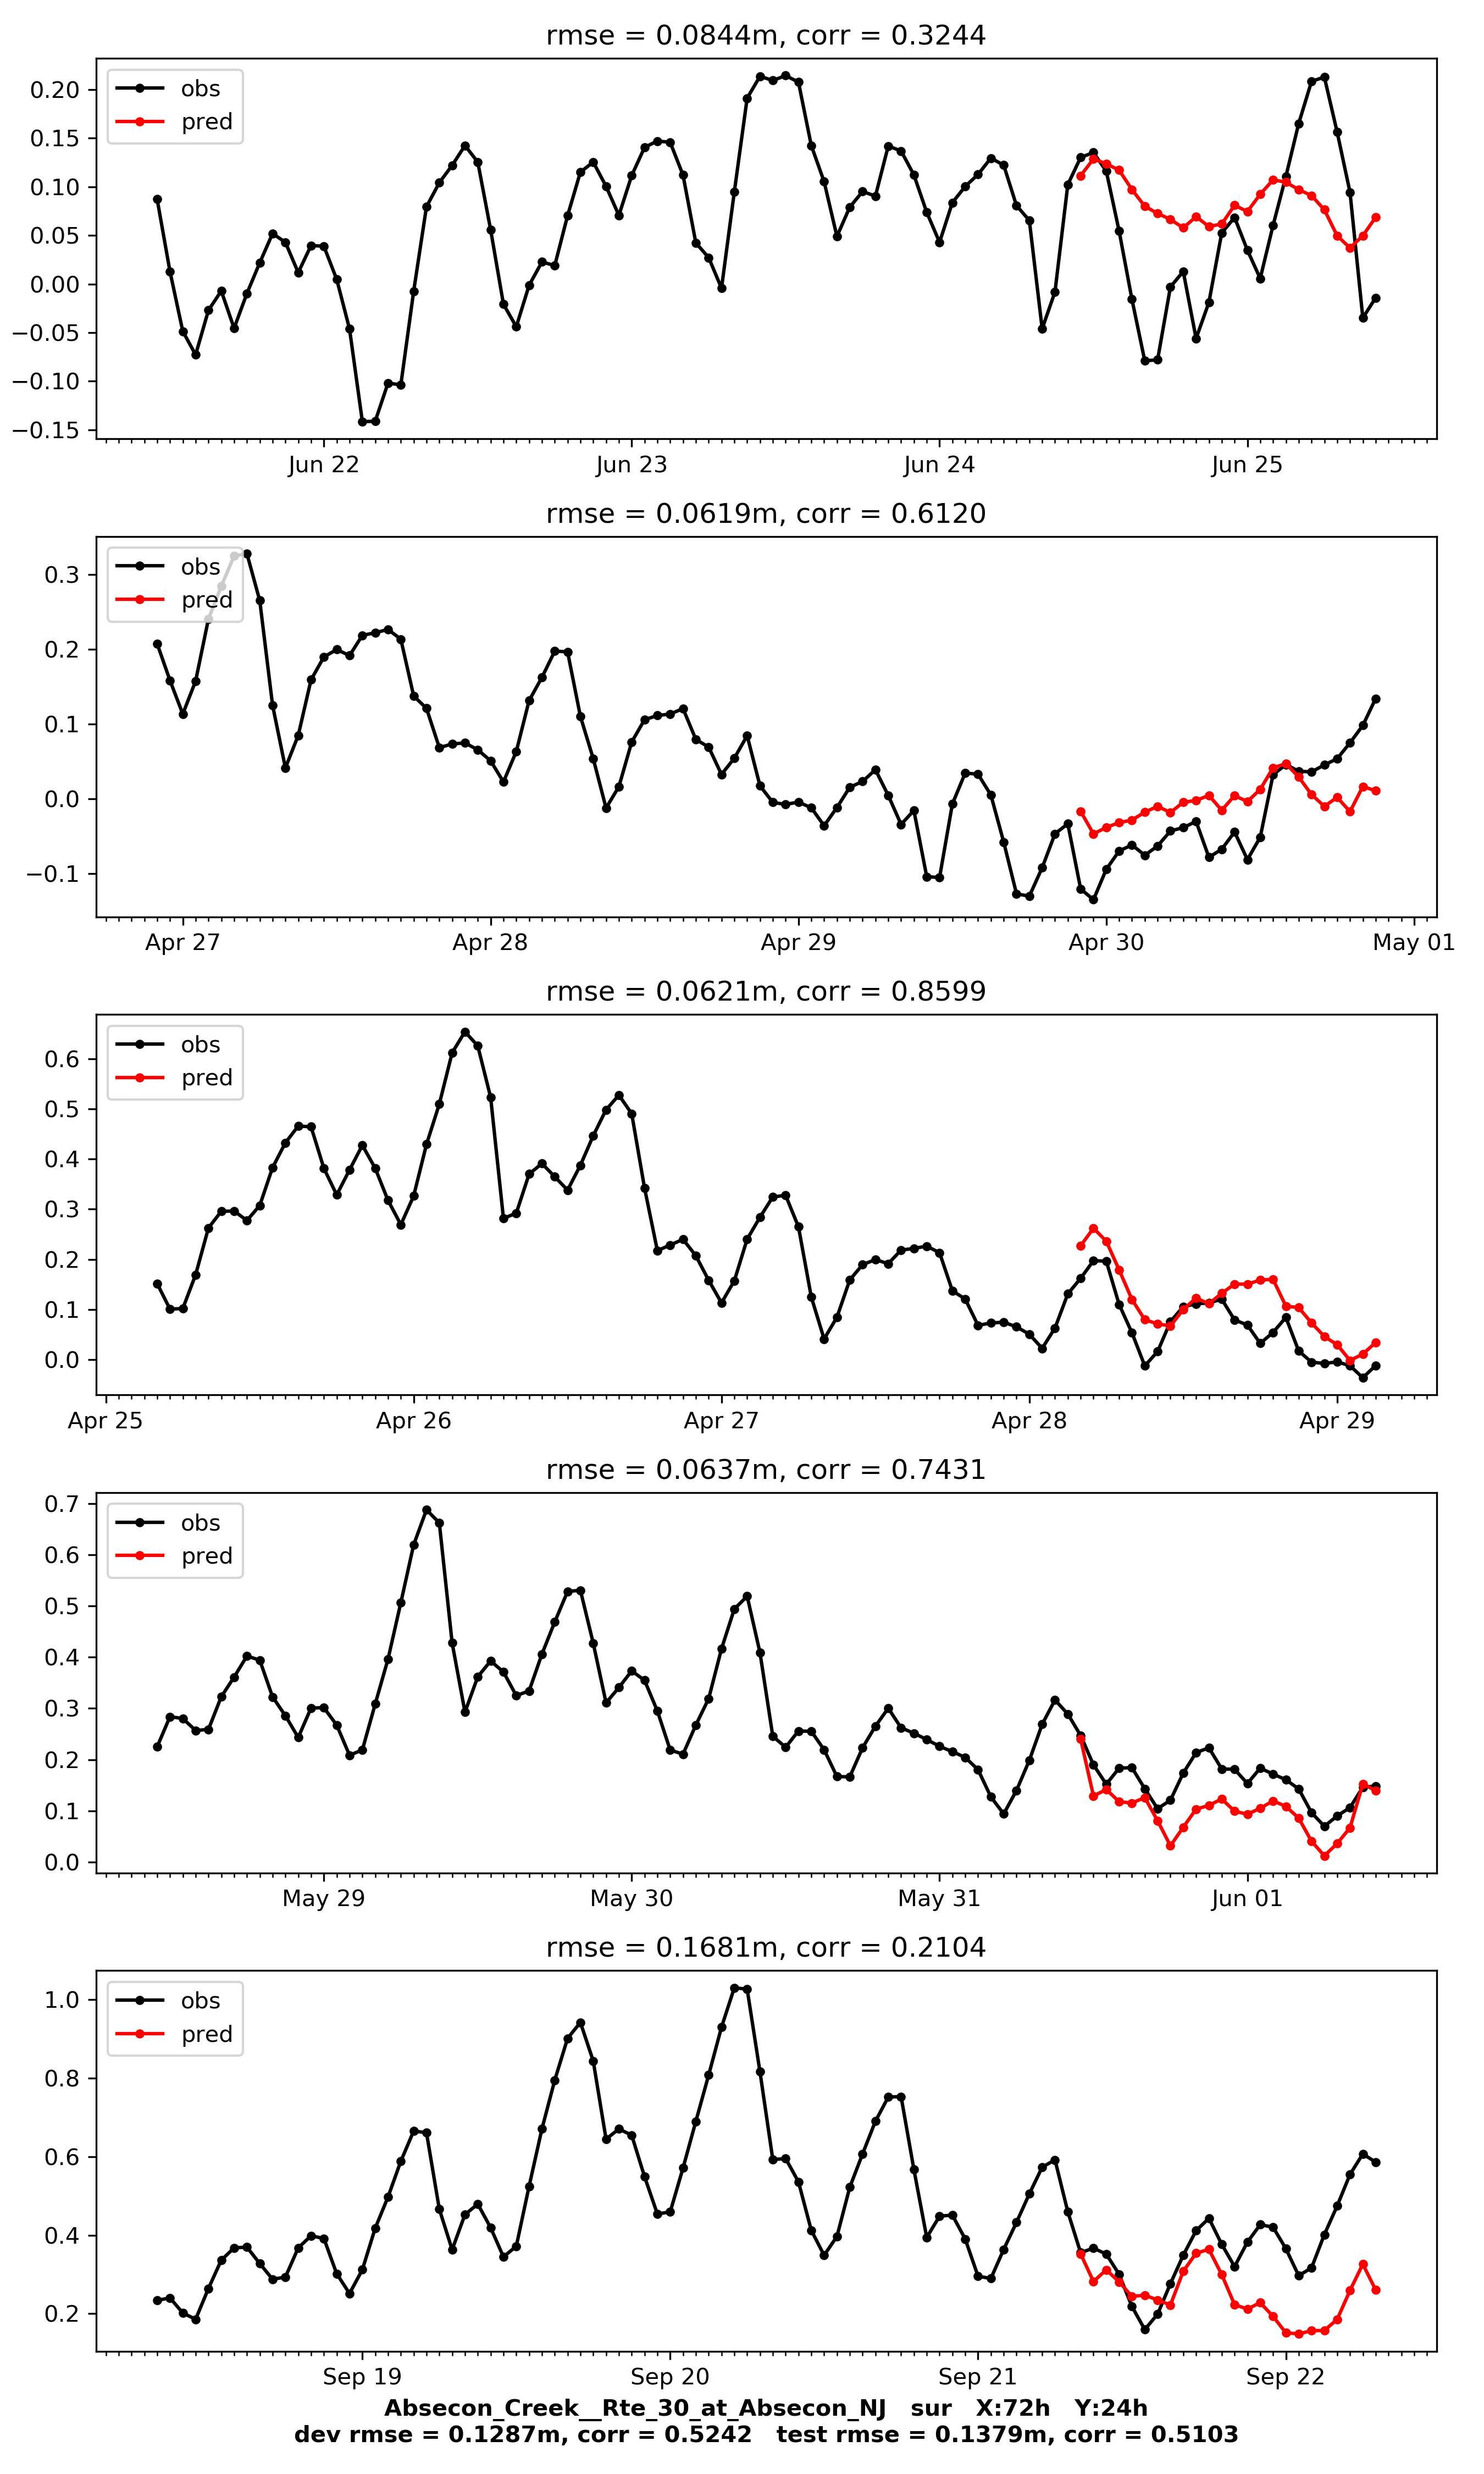 rmse = 0.0844m, corr = 0.3244
obs
pred
0.20
0.15
0.10
0.05
0.00
−0.05
−0.10
−0.15
Jun 22 Jun 23 Jun 24 Jun 25
rmse = 0.0619m, corr = 0.6120
obs
pred
0.3
0.2
0.1
0.0
−0.1
Apr 27 Apr 28 Apr 29 Apr 30 May 01
rmse = 0.0621m, corr = 0.8599
obs
pred
0.6
0.5
0.4
0.3
0.2
0.1
0.0
Apr 25 Apr 26 Apr 27 Apr 28 Apr 29
rmse = 0.0637m, corr = 0.7431
obs
pred
0.7
0.6
0.5
0.4
0.3
0.2
0.1
0.0
May 29 May 30 May 31 Jun 01
rmse = 0.1681m, corr = 0.2104
obs
pred
1.0
0.8
0.6
0.4
0.2
Sep 19 Sep 20 Sep 21 Sep 22
Absecon_Creek__Rte_30_at_Absecon_NJ sur X:72h Y:24h
dev rmse = 0.1287m, corr = 0.5242 test rmse = 0.1379m, corr = 0.5103